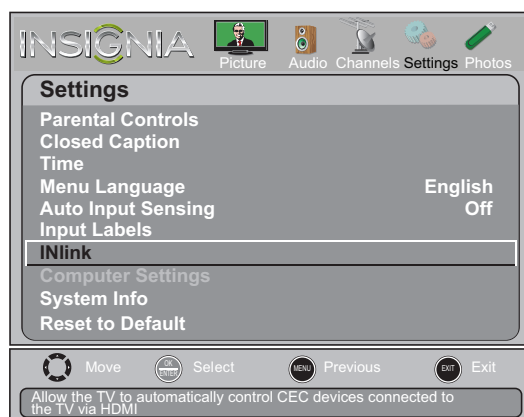 INSIGNIA
Picture Audio Channels Settings Photos
Settings
Parental Controls
Closed Caption
Time
Menu Language English
Auto Input Sensing Off
Input Labels
INlink
Computer Settings
System Info
Reset to Default
Move OK ENTER Select MENU Previous EXIT Exit
Allow the TV to automatically control CEC devices connected to
the TV via HDMI